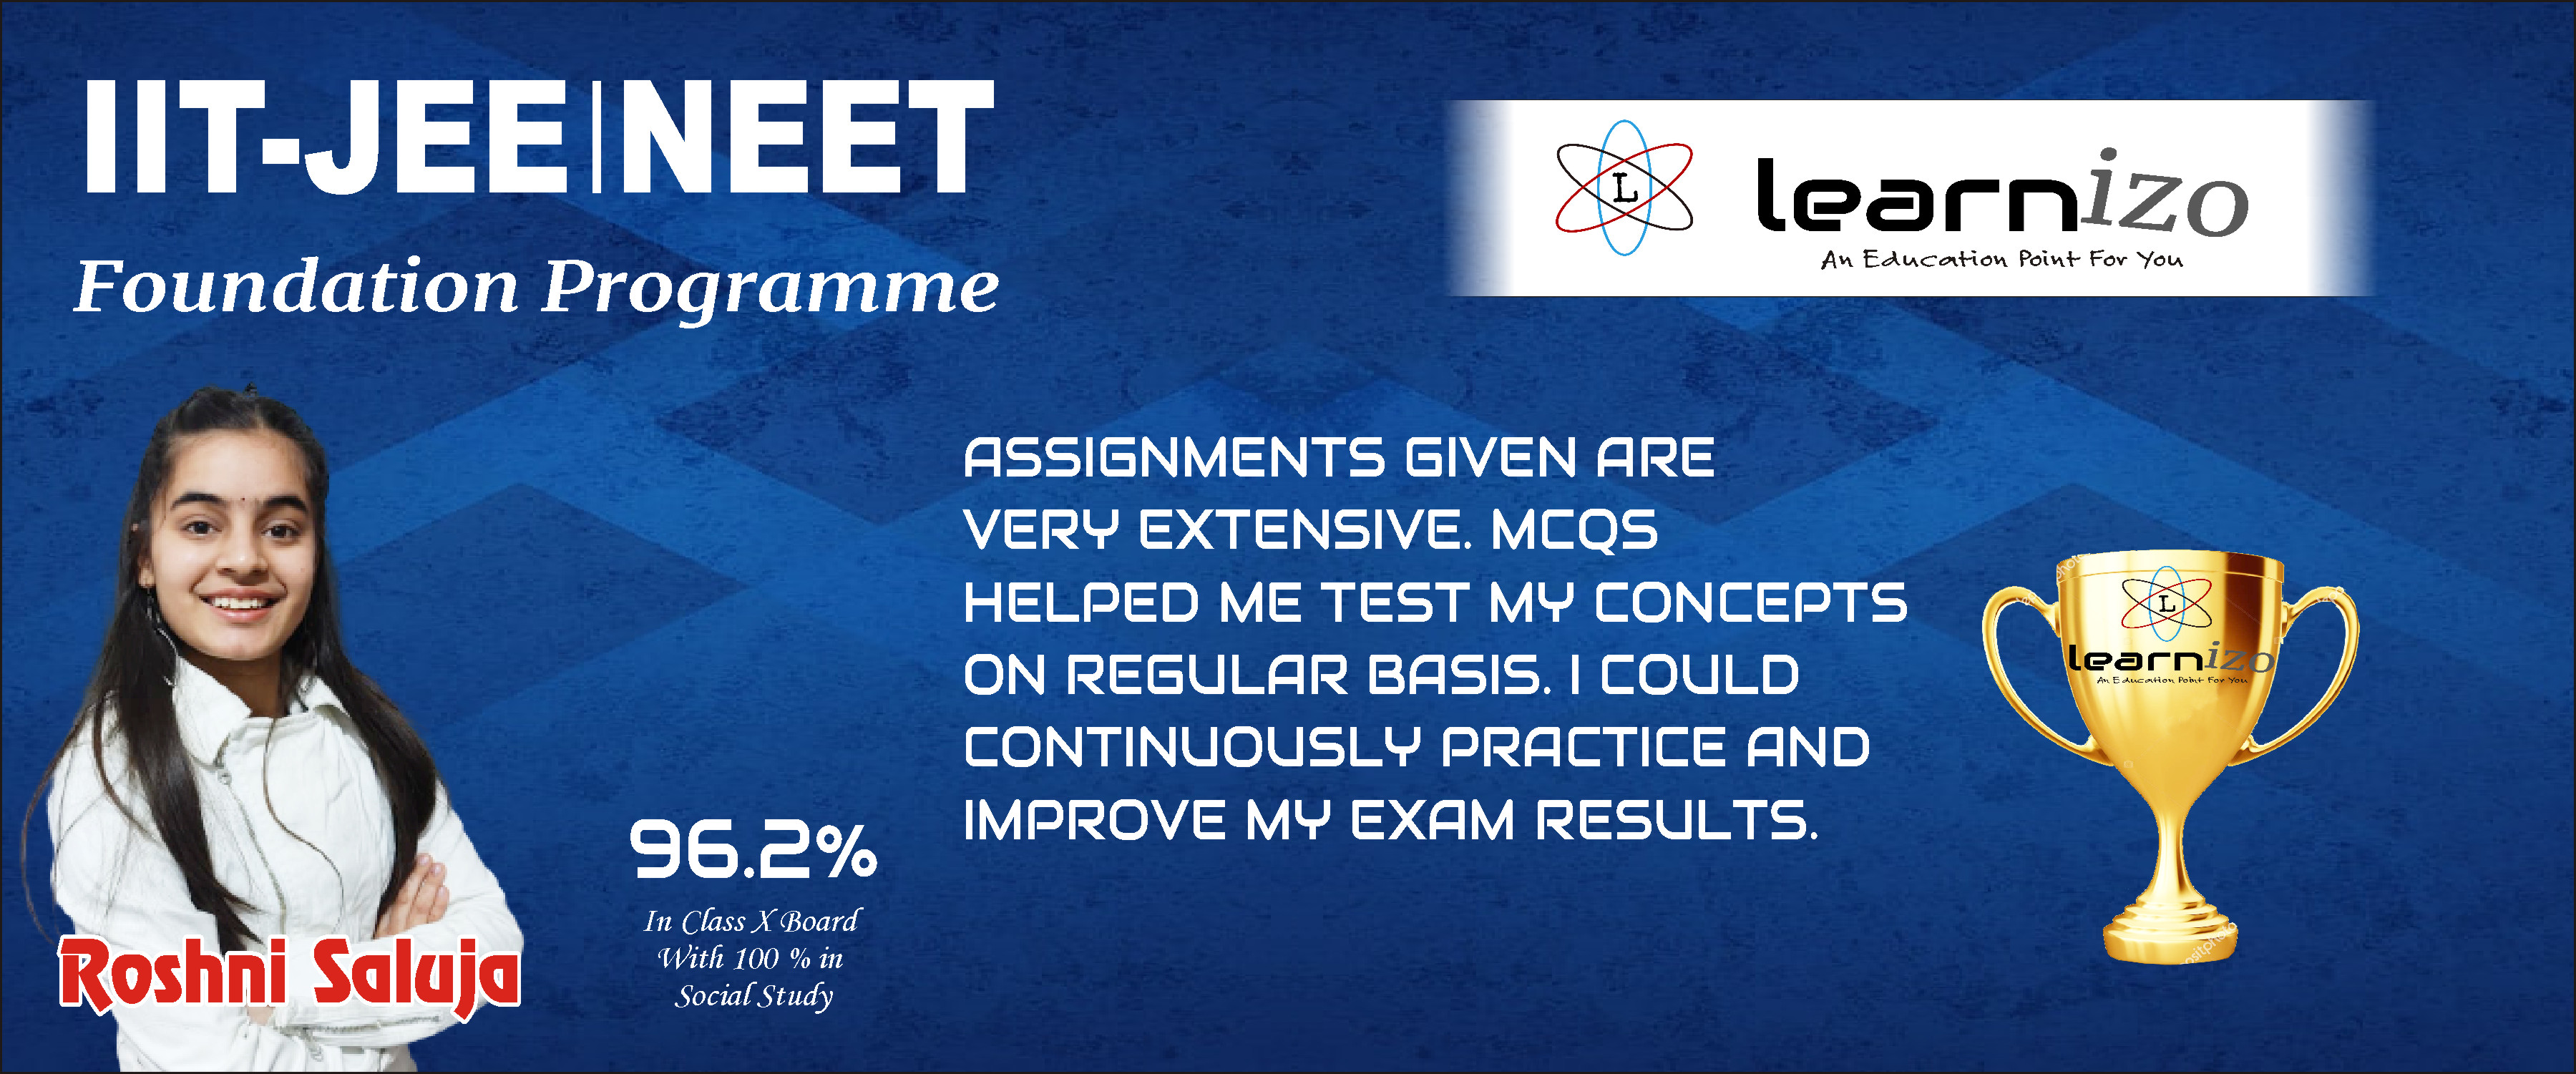 IIT-JEE|NEET
Foundation Programme
L
learnizo
An Education Point For You
ASSIGNMENTS GIVEN ARE
VERY EXTENSIVE. MCQS
HELPED ME TEST MY CONCEPTS
ON REGULAR BASIS. I COULD
CONTINUOUSLY PRACTICE AND
IMPROVE MY EXAM RESULTS.
96.2%
In Class X Board
With 100 % in
Social Study
Roshni Saluja
L
learnizo
An Education Point For You